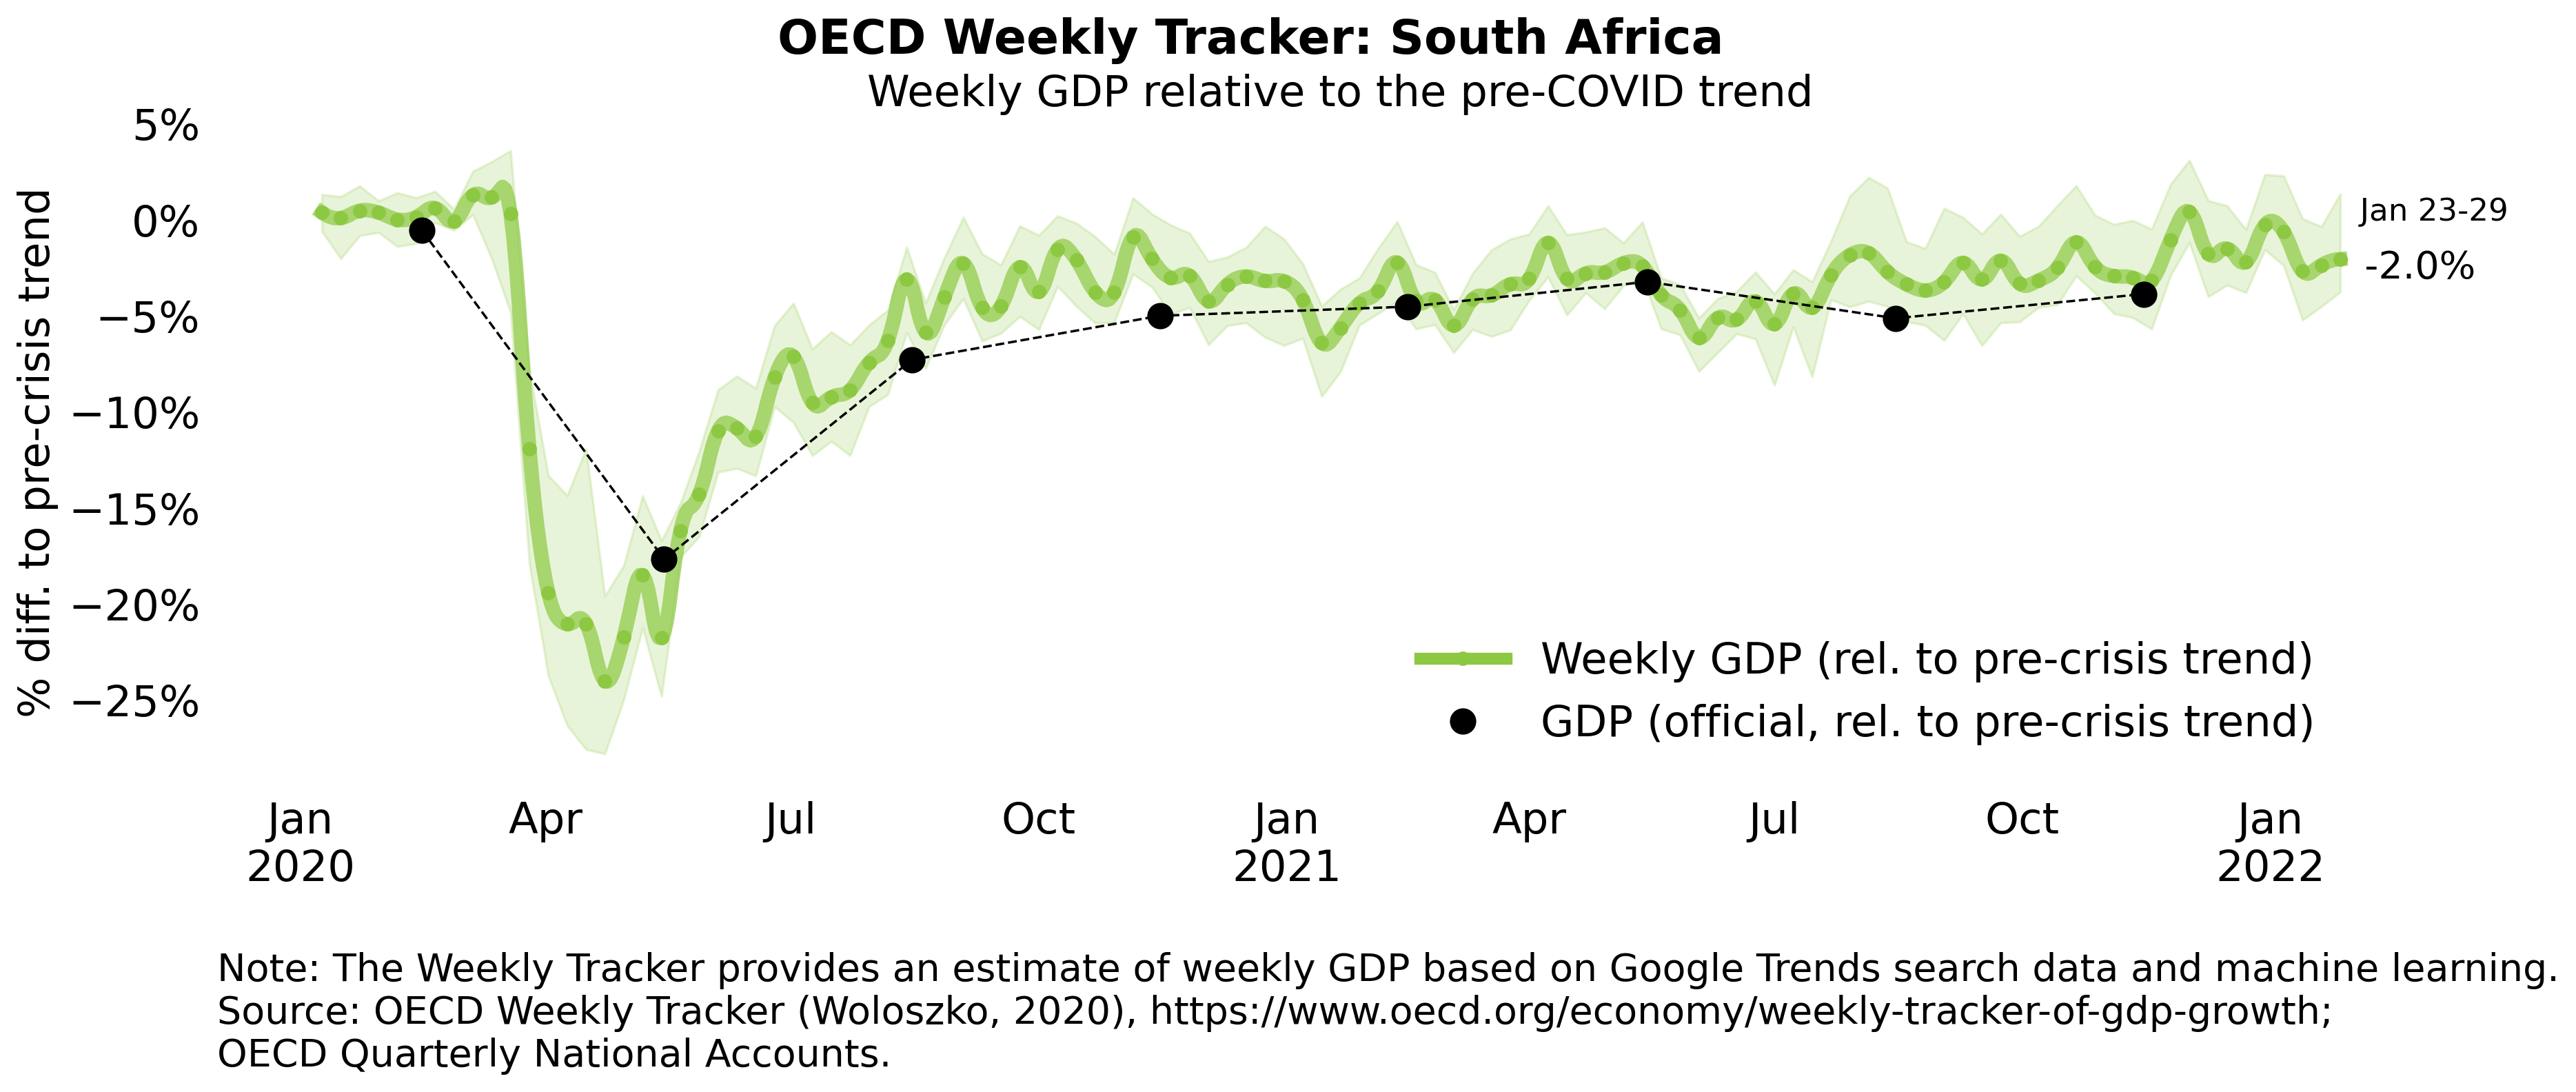 OECD Weekly Tracker: South Africa
Weekly GDP relative to the pre-COVID trend
% diff. to pre-crisis trend
5%
0%
−5%
−10%
−15%
−20%
−25%
Jan 23-29
-2.0%
Weekly GDP (rel. to pre-crisis trend)
GDP (official, rel. to pre-crisis trend)
Jan Apr Jul Oct Jan Apr Jul Oct Jan
2020 2021 2022
Note: The Weekly Tracker provides an estimate of weekly GDP based on Google Trends search data and machine learning.
Source: OECD Weekly Tracker (Woloszko, 2020), https://www.oecd.org/economy/weekly-tracker-of-gdp-growth;
OECD Quarterly National Accounts.